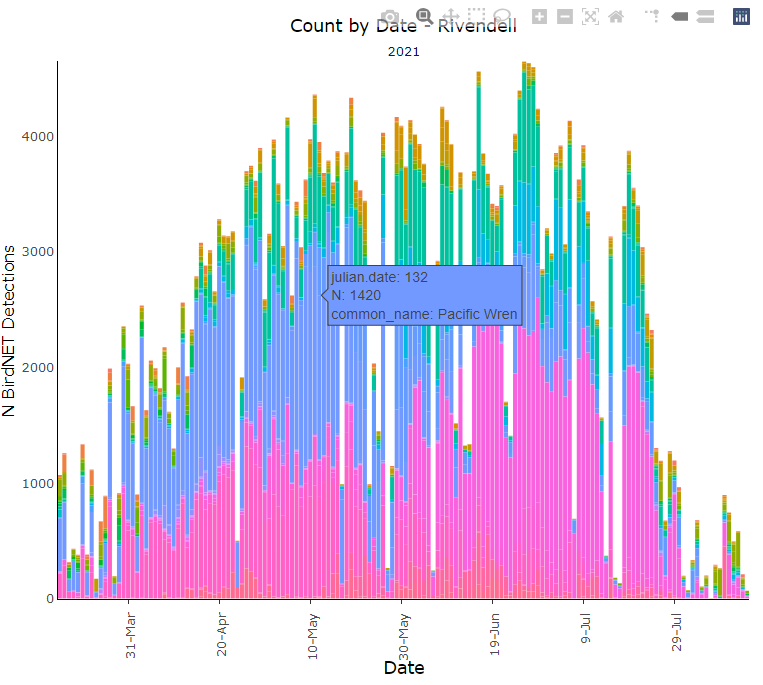 Count by Date - Rivendell
2021
N BirdNET Detections
4000
3000
2000
1000
0
julian.date: 132
N: 1420
common_name: Pacific Wren
31-Mar
20-Apr
10-May
30-May
19-Jun
9-Jul
29-Jul
Date